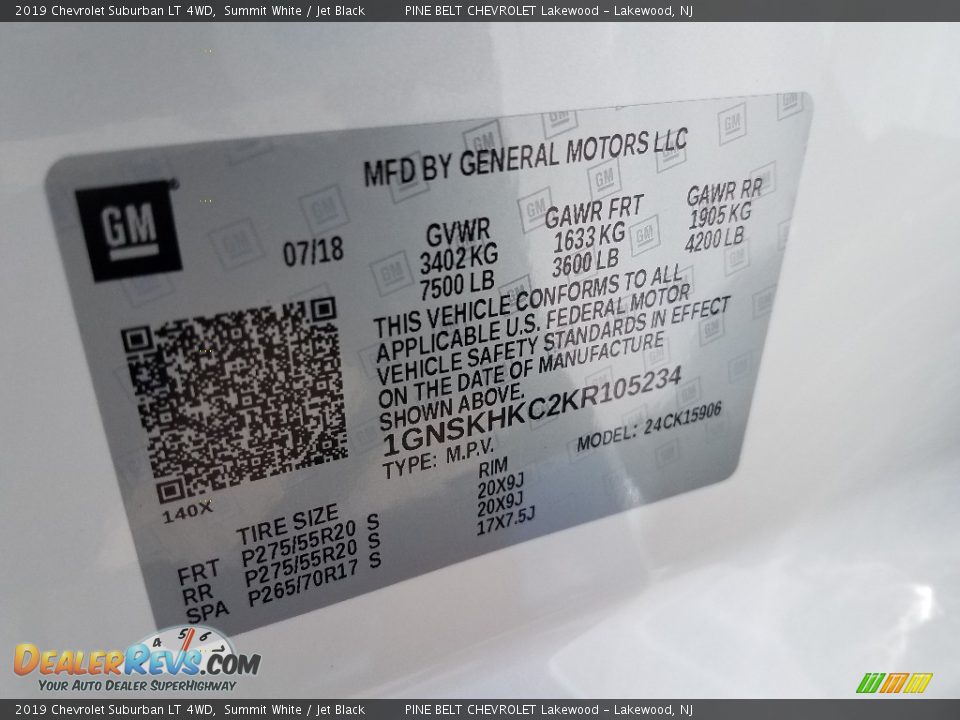 2019 Chevrolet Suburban LT 4WD, Summit White / Jet Black PINE BELT CHEVROLET Lakewood - Lakewood, NJ
MFD BY GENERAL MOTORS LLC
GM
07/18
GVWR GAWR FRT GAWR RR
3402 KG 1633 KG 1905 KG
7500 LB 3600 LB 4200 LB
THIS VEHICLE CONFORMS TO ALL
APPLICABLE U.S. FEDERAL MOTOR
VEHICLE SAFETY STANDARDS IN EFFECT
ON THE DATE OF MANUFACTURE
SHOWN ABOVE.
1GNSKHKC2KR105234
TYPE: M.P.V. MODEL: 24CK15906
140X
TIRE SIZE RIM
FRT P275/55R20 S 20X9J
RR P275/55R20 S 20X9J
SPA P265/70R17 S 17X7.5J
4 5 6 7
DEALERREVS.COM
YOUR AUTO DEALER SUPERHIGHWAY
2019 Chevrolet Suburban LT 4WD, Summit White / Jet Black PINE BELT CHEVROLET Lakewood - Lakewood, NJ